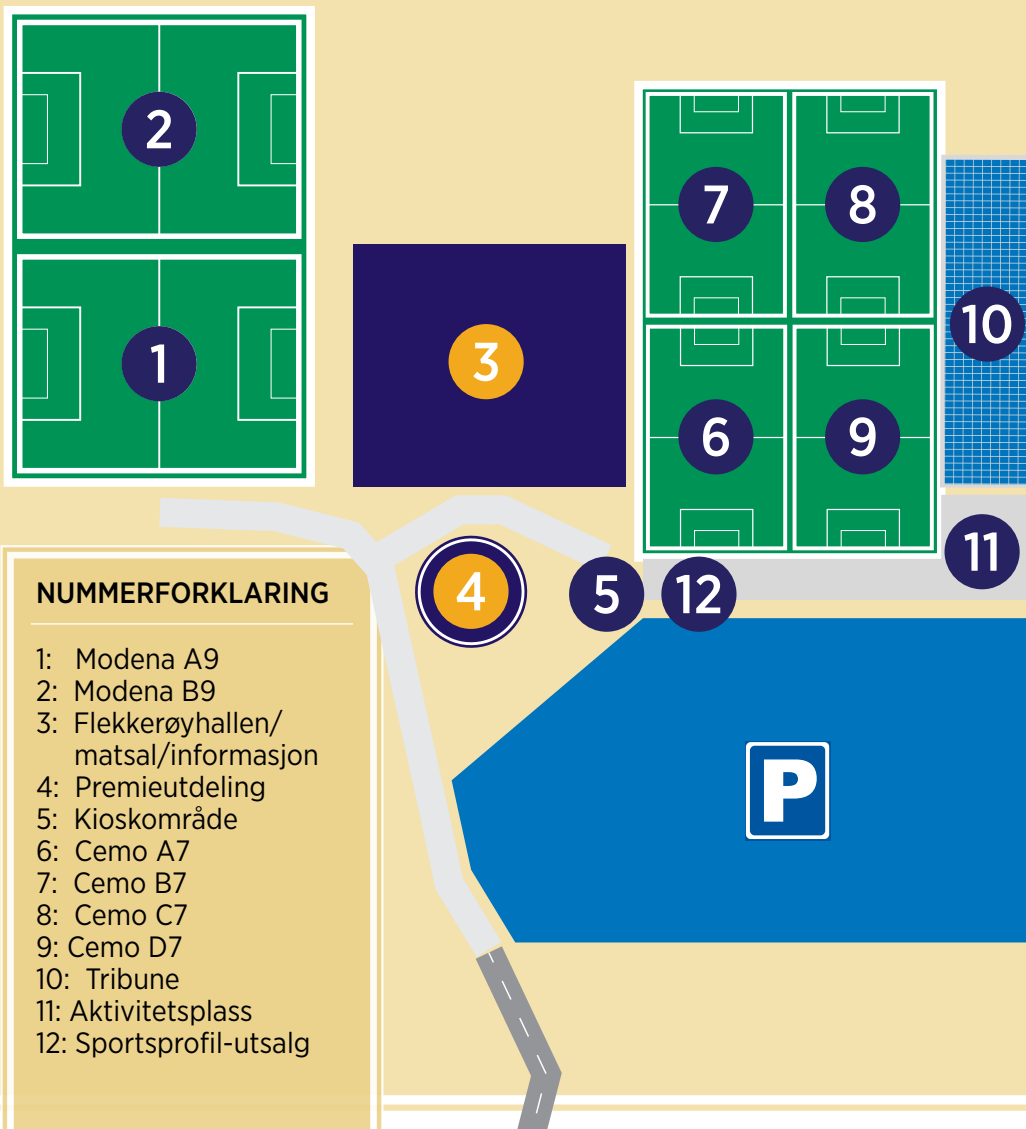 2
7
8
10
3
1
6
9
11
4
5
12
NUMMERFORKLARING
1: Modena A9
2: Modena B9
3: Flekkerøyhallen/
matsal/informasjon
4: Premieutdeling
5: Kioskområde
6: Cemo A7
7: Cemo B7
8: Cemo C7
9: Cemo D7
10: Tribune
11: Aktivitetsplass
12: Sportsprofil-utsalg
P